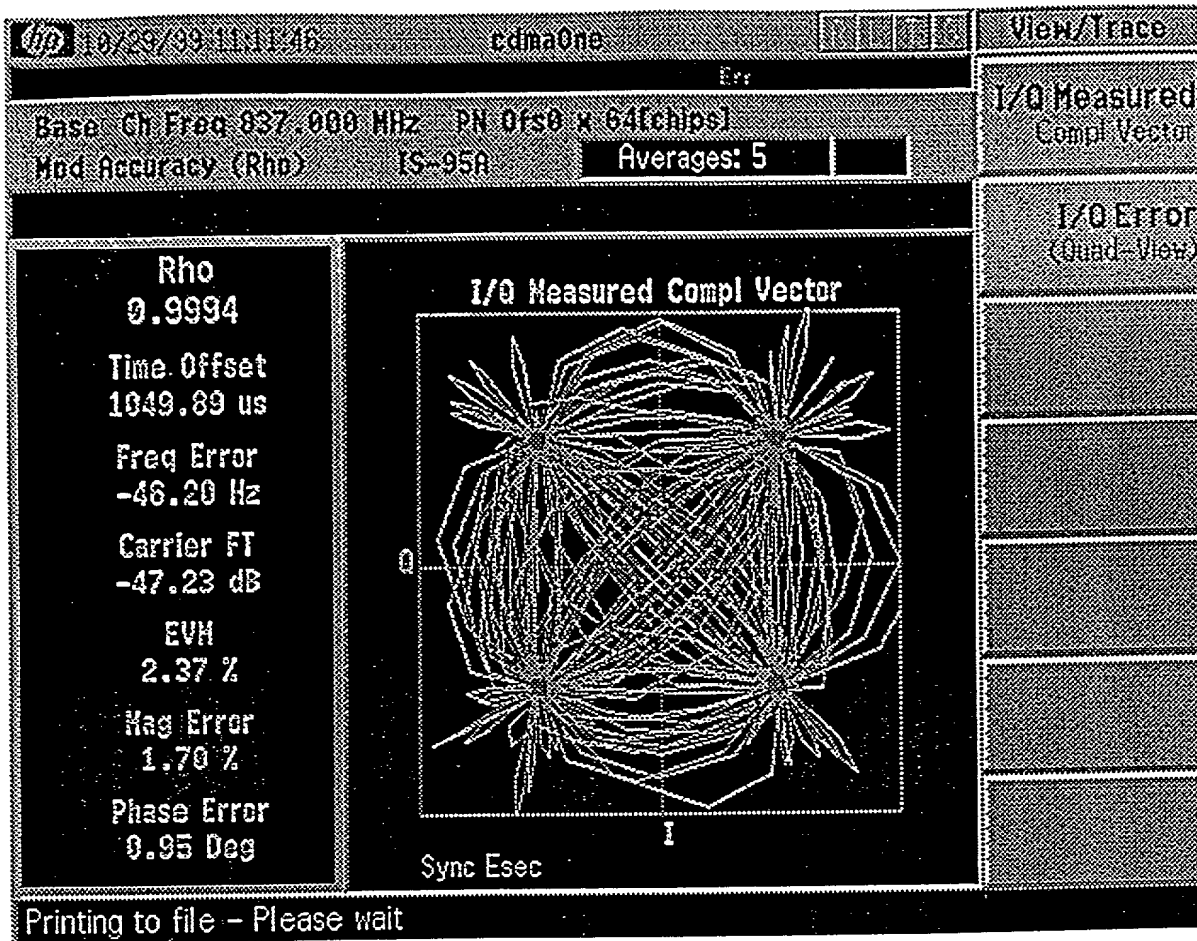 hp 10/29/99 11:11:46 cdmaOne
View/Trace
Err
Base Ch Freq 837.000 MHz PN Ofs0 x 64[chips]
Mod Accuracy (Rho) IS-95A Averages: 5
I/Q Measured
Compl Vector
I/Q Error
(Quad-View)
Rho
0.9994
Time Offset
1049.89 us
Freq Error
-46.20 Hz
Carrier FT
-47.23 dB
EVM
2.37 %
Mag Error
1.70 %
Phase Error
0.95 Deg
I/Q Measured Compl Vector
Q
I
Sync Esec
Printing to file – Please wait